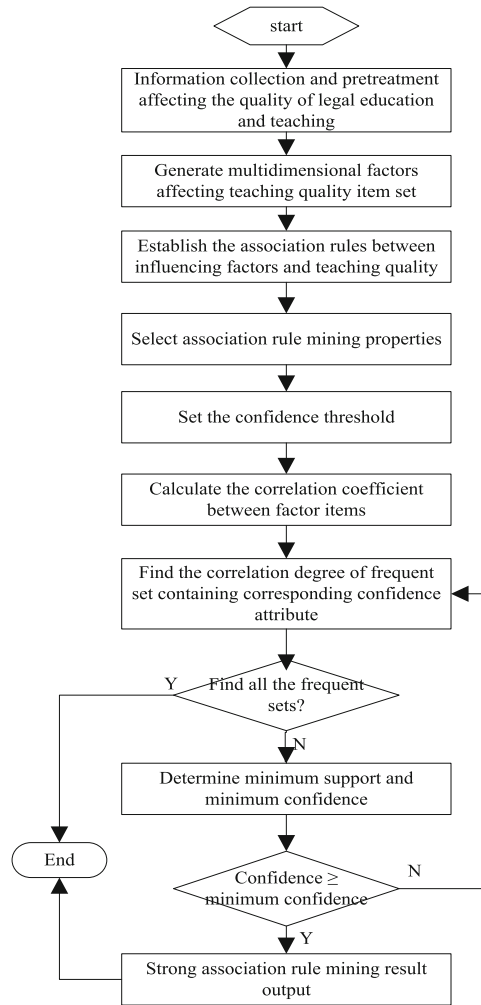 start
Information collection and pretreatment
affecting the quality of legal education
and teaching
Generate multidimensional factors
affecting teaching quality item set
Establish the association rules between
influencing factors and teaching quality
Select association rule mining properties
Set the confidence threshold
Calculate the correlation coefficient
between factor items
Find the correlation degree of frequent
set containing corresponding confidence
attribute
Y
Find all the frequent
sets?
N
Determine minimum support and
minimum confidence
End
Confidence ≥
minimum confidence
N
Y
Strong association rule mining result
output